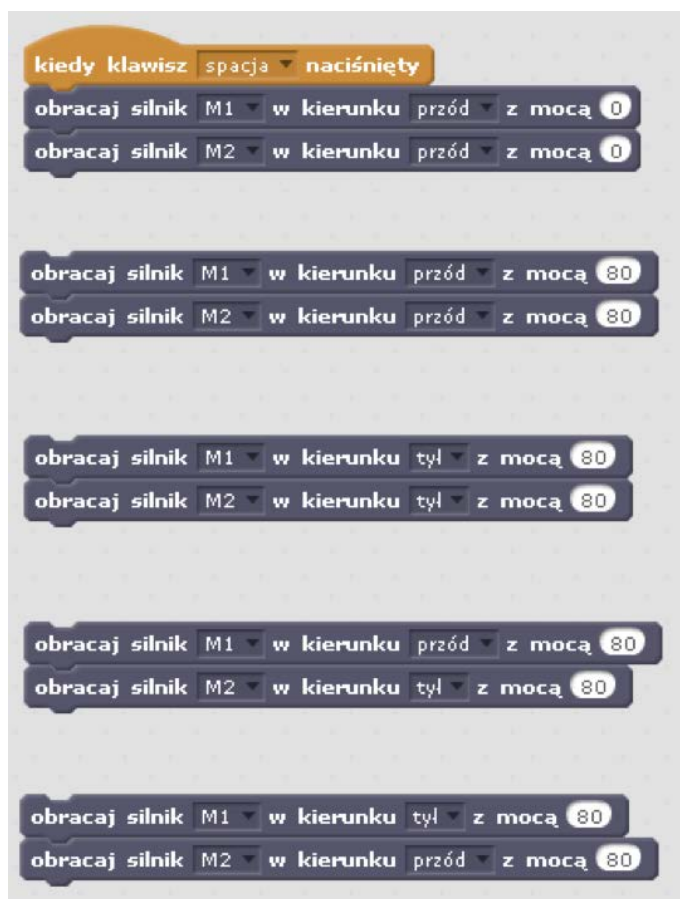 kiedy klawisz spacja naciśnięty
obracaj silnik M1 w kierunku przód z mocą 0
obracaj silnik M2 w kierunku przód z mocą 0
obracaj silnik M1 w kierunku przód z mocą 80
obracaj silnik M2 w kierunku przód z mocą 80
obracaj silnik M1 w kierunku tył z mocą 80
obracaj silnik M2 w kierunku tył z mocą 80
obracaj silnik M1 w kierunku przód z mocą 80
obracaj silnik M2 w kierunku tył z mocą 80
obracaj silnik M1 w kierunku tył z mocą 80
obracaj silnik M2 w kierunku przód z mocą 80